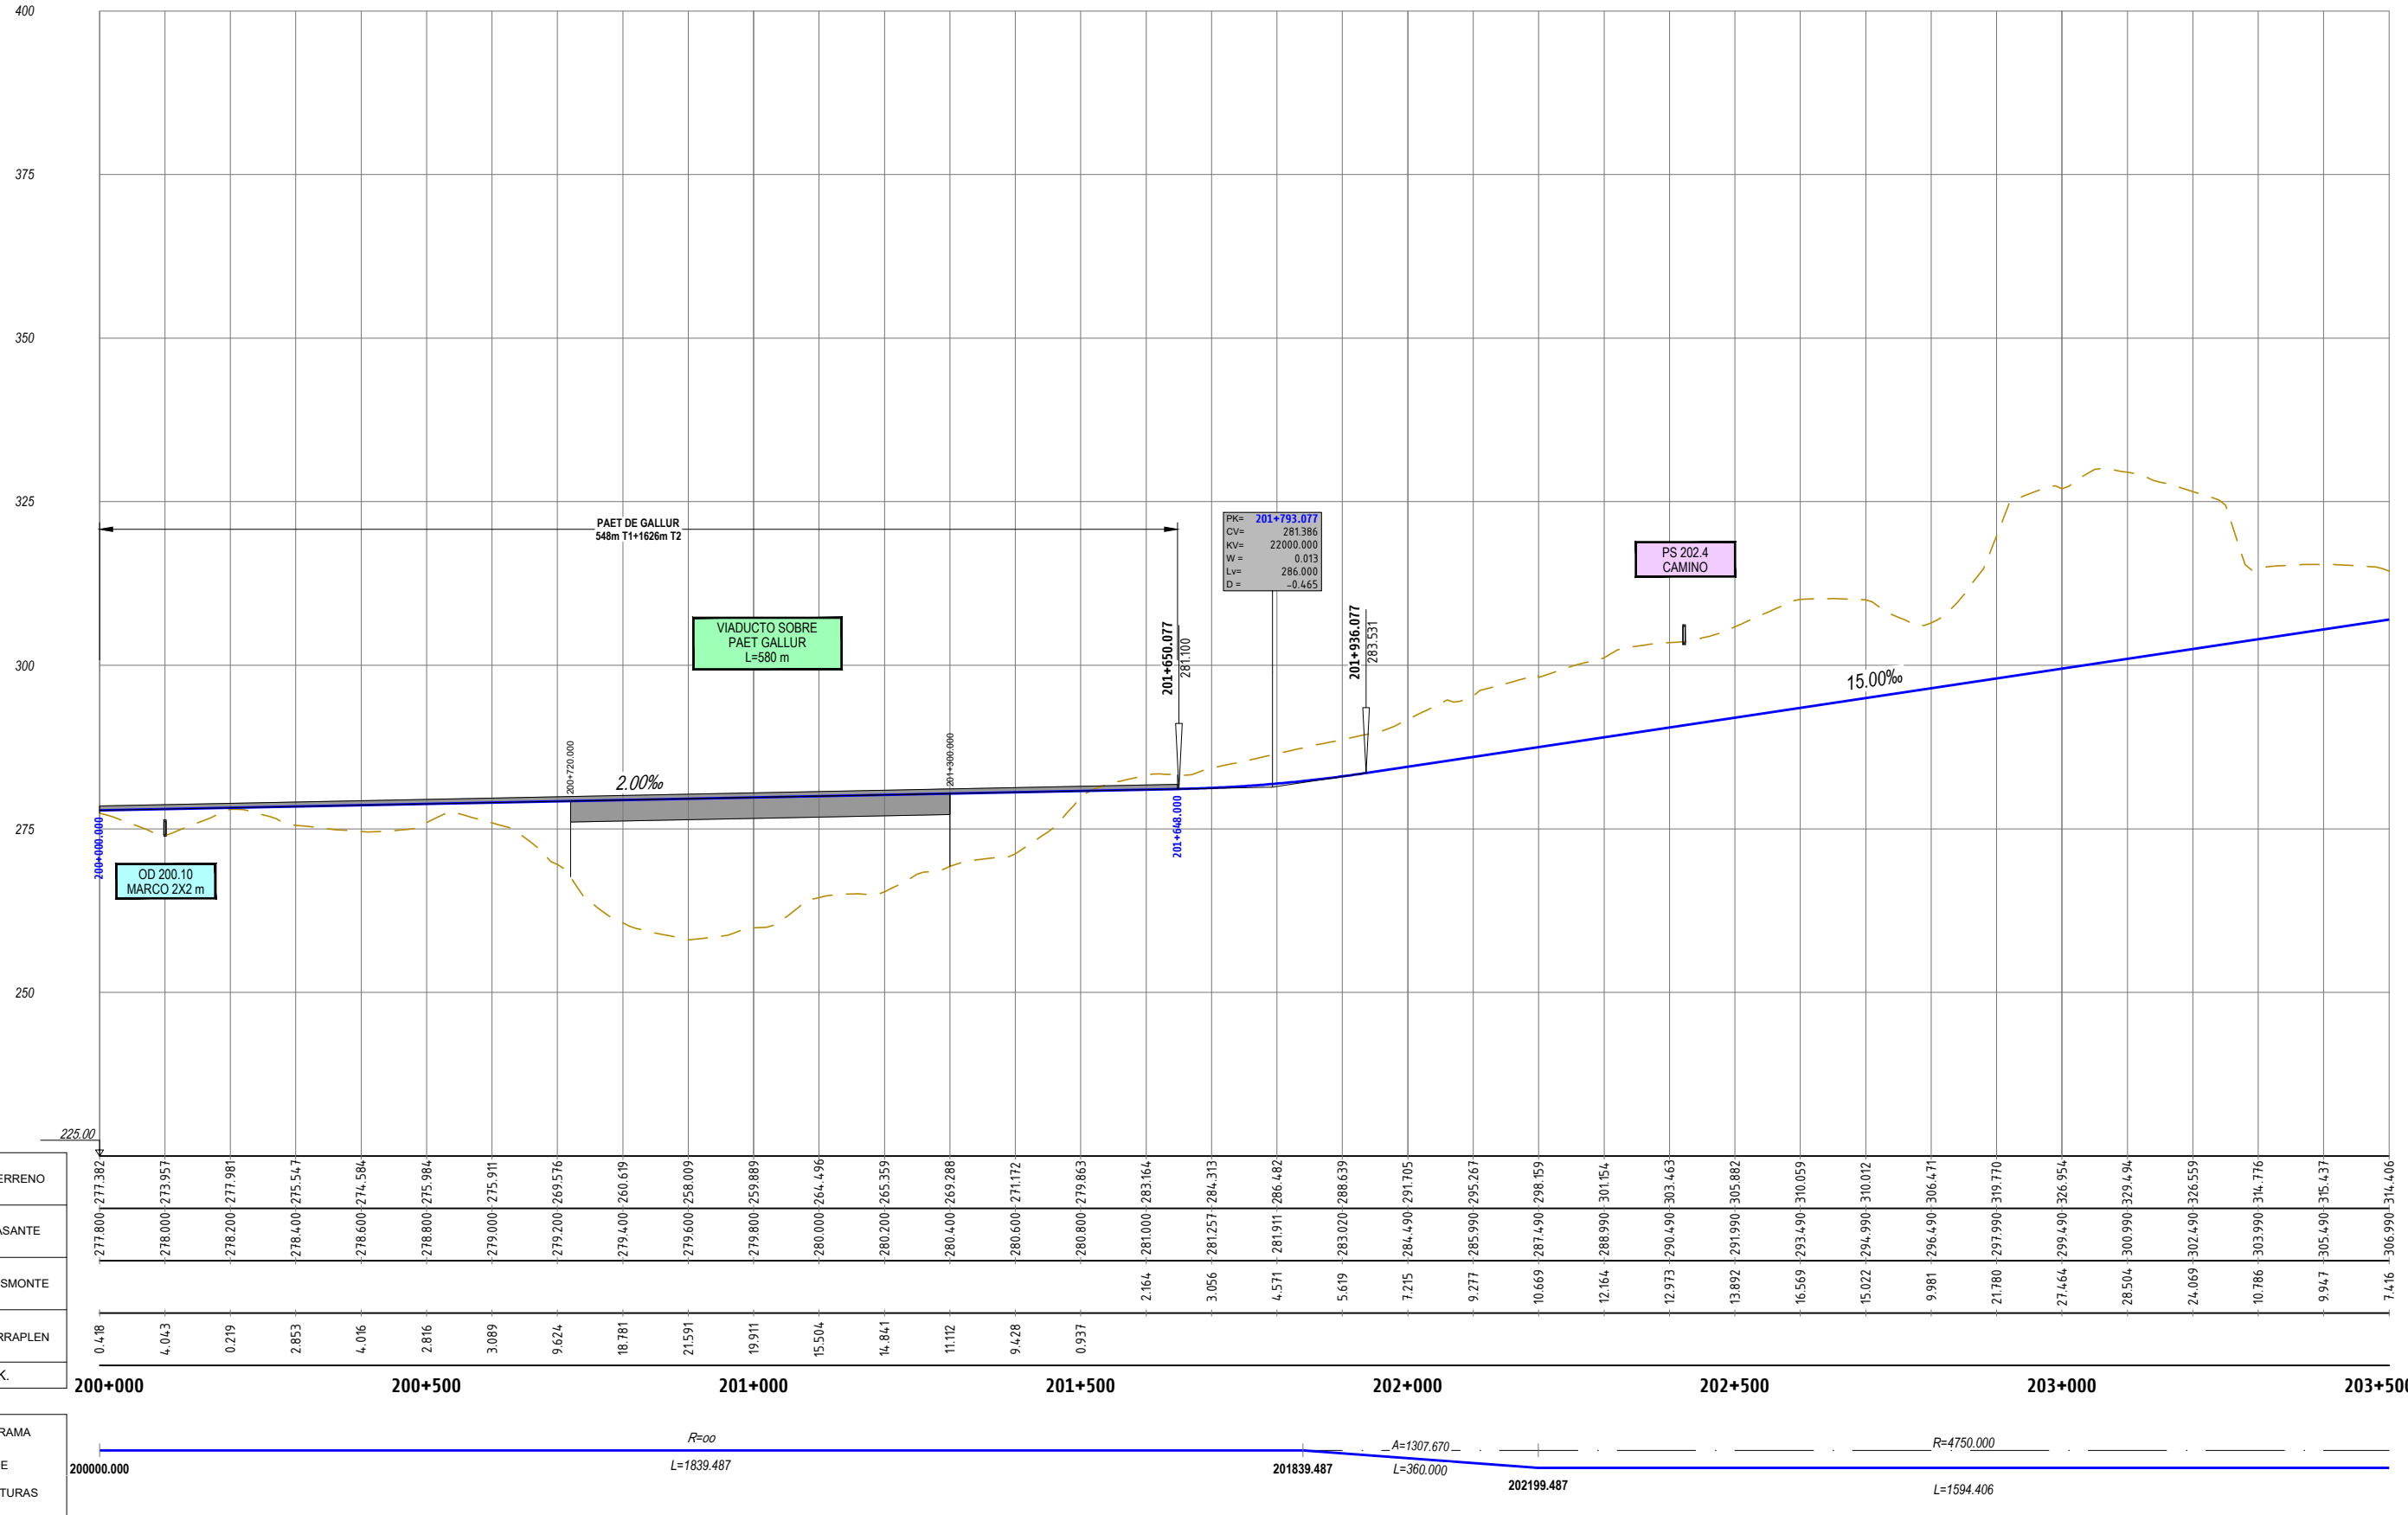 400
375
350
325
300
275
250
225.00
PAET DE GALLUR
548m T1+1626m T2
VIADUCTO SOBRE
PAET GALLUR
L=580 m
OD 200.10
MARCO 2X2 m
PS 202.4
CAMINO
PK= 201+793.077
CV= 281.386
KV= 22000.000
W = 0.013
Lv= 286.000
D = -0.465
200+000.000
200+720.000
2.00‰
201+300.000
201+650.077
281.100
201+648.000
201+936.077
283.531
15.00‰
ERRENO
277.382 273.957 277.981 275.547 274.584 275.984 275.911 269.576 260.619 258.009 259.889 264.496 265.359 269.288 271.172 279.863 283.164 284.313 286.482 288.639 291.705 295.267 298.159 301.154 303.463 305.882 310.059 310.012 306.471 319.770 326.954 329.494 326.559 314.776 315.437 314.406
ASANTE
277.800 278.000 278.200 278.400 278.600 278.800 279.000 279.200 279.400 279.600 279.800 280.000 280.200 280.400 280.600 280.800 281.000 281.257 281.911 283.020 284.490 285.990 287.490 288.990 290.490 291.990 293.490 294.990 296.490 297.990 299.490 300.990 302.490 303.990 305.490 306.990
SMONTE
2.164 3.056 4.571 5.619 7.215 9.277 10.669 12.164 12.973 13.892 16.569 15.022 9.981 21.780 27.464 28.504 24.069 10.786 9.947 7.416
RRAPLEN
0.418 4.043 0.219 2.853 4.016 2.816 3.089 9.624 18.781 21.591 19.911 15.504 14.841 11.112 9.428 0.937
K.
200+000 200+500 201+000 201+500 202+000 202+500 203+000 203+500
RAMA
E
TURAS
R=oo
L=1839.487
A=1307.670
L=360.000
R=4750.000
L=1594.406
200000.000
201839.487
202199.487